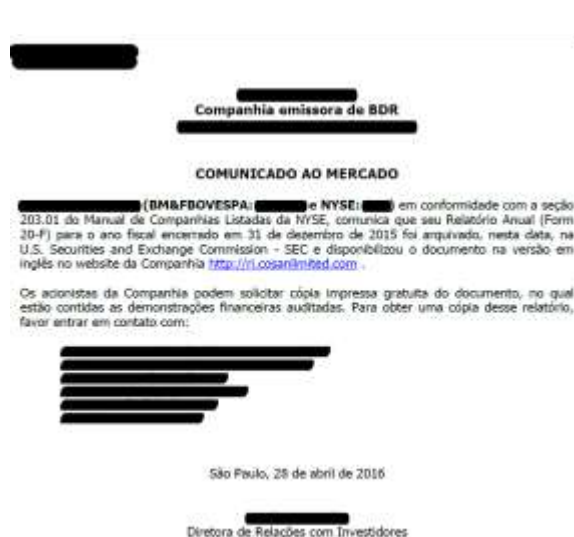 Companhia emissora de BDR
COMUNICADO AO MERCADO
(BM&FBOVESPA: e NYSE: ) em conformidade com a seção
203.01 do Manual de Companhias Listadas da NYSE, comunica que seu Relatório Anual (Form
20-F) para o ano fiscal encerrado em 31 de dezembro de 2015 foi arquivado, nesta data, na
U.S. Securities and Exchange Commission - SEC e disponibilizou o documento na versão em
inglês no website da Companhia http://ri.cosanlimited.com .
Os acionistas da Companhia podem solicitar cópia impressa gratuita do documento, no qual
estão contidas as demonstrações financeiras auditadas. Para obter uma cópia desse relatório,
favor entrar em contato com:
São Paulo, 28 de abril de 2016
Diretora de Relações com Investidores